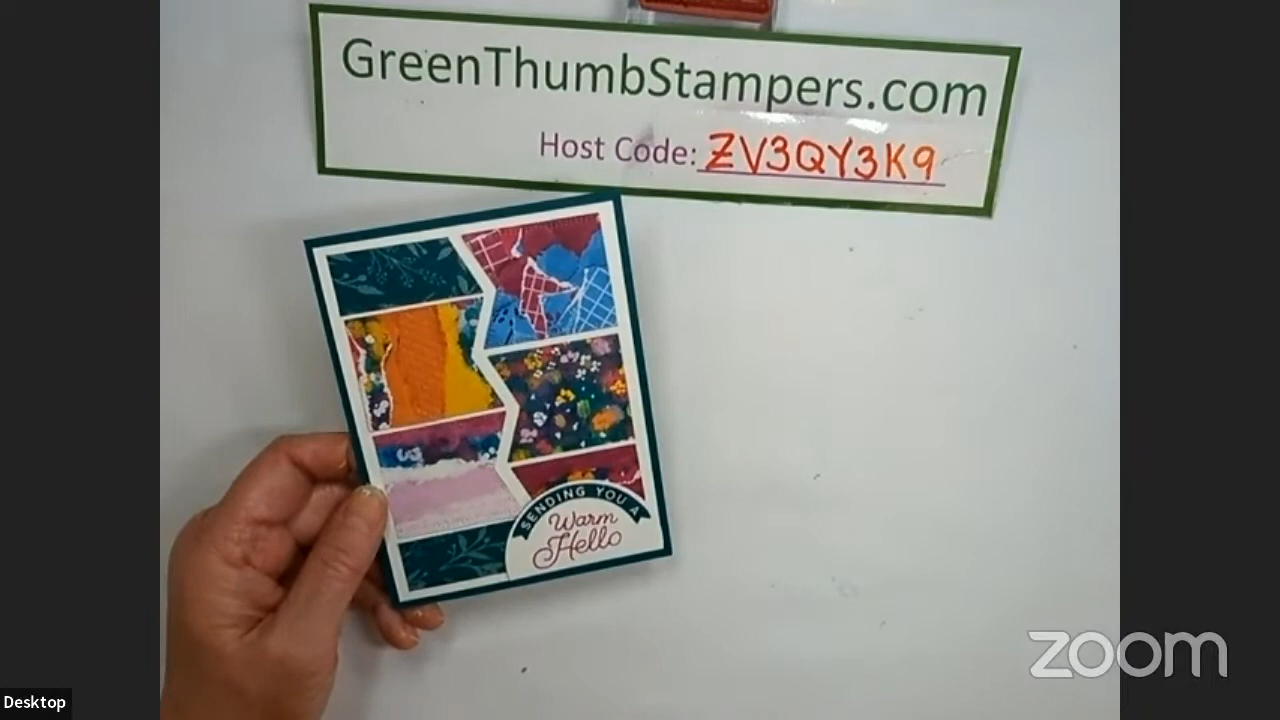 GreenThumbStampers.com
Host Code: ZV3QY3K9
SENDING YOU A
Warm
Hello
zoom
Desktop